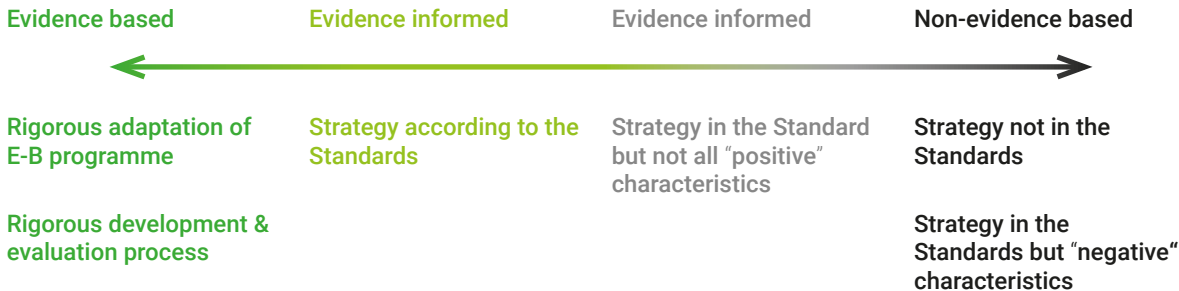 Evidence based
Evidence informed
Evidence informed
Non-evidence based
Rigorous adaptation of
E-B programme
Strategy according to the
Standards
Strategy in the Standard
but not all “positive”
characteristics
Strategy not in the
Standards
Rigorous development &
evaluation process
Strategy in the
Standards but “negative“
characteristics